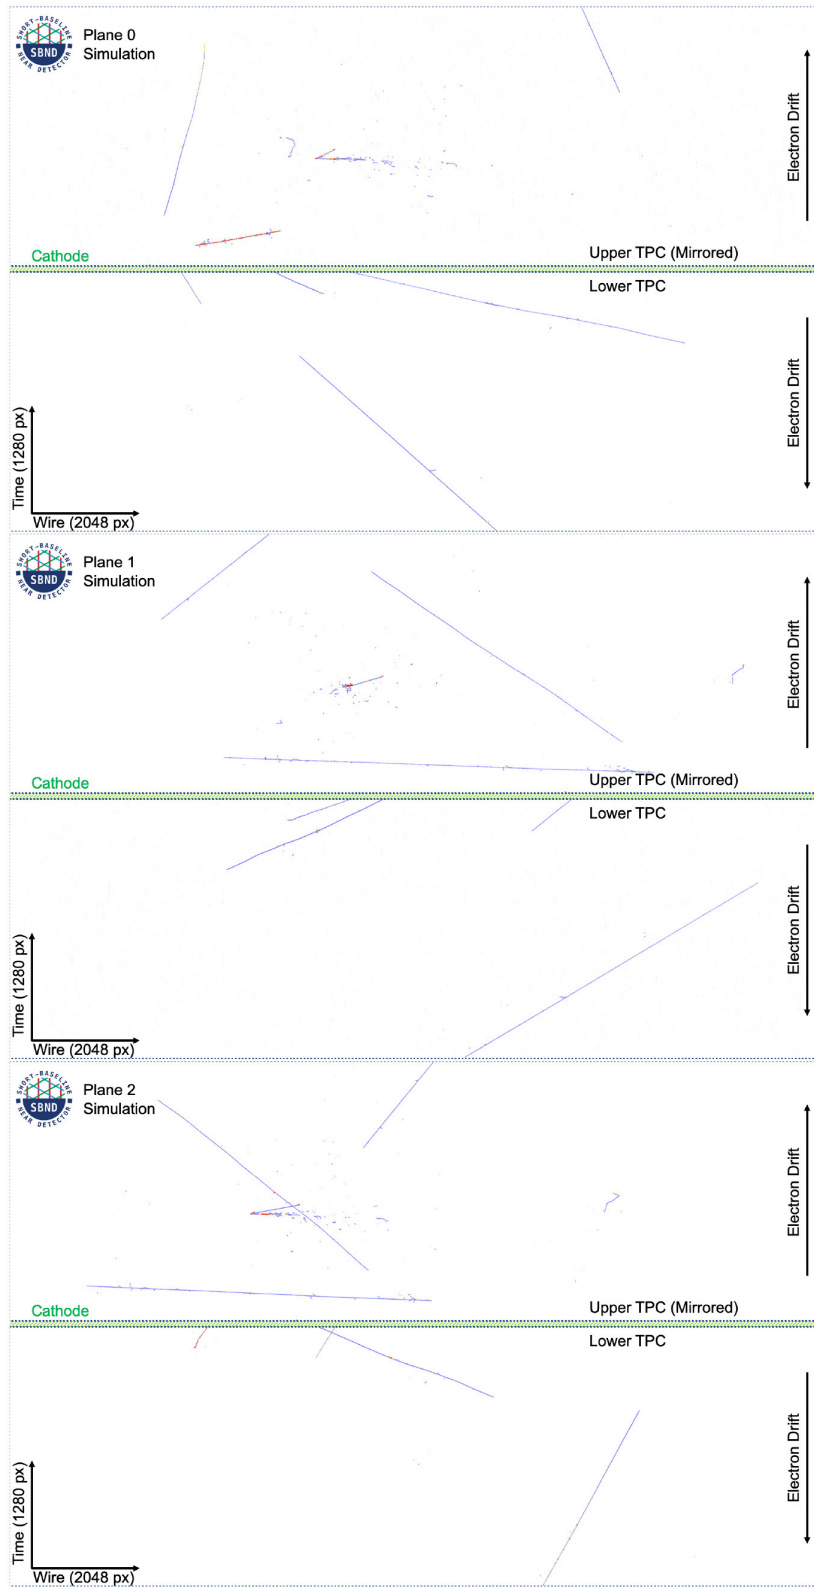 SHORT-BASELINE
SBND
NEAR DETECTOR
Plane 0
Simulation
Electron Drift
Cathode
Upper TPC (Mirrored)
Lower TPC
Electron Drift
Time (1280 px)
Wire (2048 px)
SHORT-BASELINE
SBND
NEAR DETECTOR
Plane 1
Simulation
Electron Drift
Cathode
Upper TPC (Mirrored)
Lower TPC
Electron Drift
Time (1280 px)
Wire (2048 px)
SHORT-BASELINE
SBND
NEAR DETECTOR
Plane 2
Simulation
Electron Drift
Cathode
Upper TPC (Mirrored)
Lower TPC
Electron Drift
Time (1280 px)
Wire (2048 px)